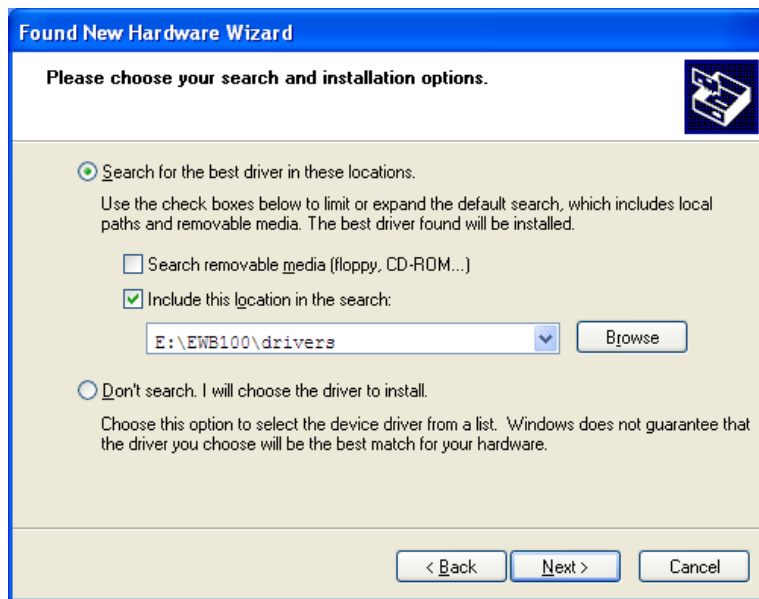 Found New Hardware Wizard
Please choose your search and installation options.
Search for the best driver in these locations.
Use the check boxes below to limit or expand the default search, which includes local
paths and removable media. The best driver found will be installed.
Search removable media (floppy, CD-ROM...)
Include this location in the search:
E:\EWB100\drivers
Browse
Don't search. I will choose the driver to install.
Choose this option to select the device driver from a list. Windows does not guarantee that
the driver you choose will be the best match for your hardware.
< Back Next > Cancel